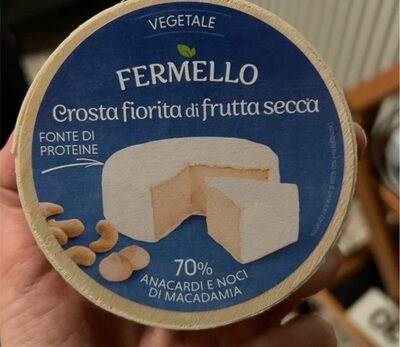 VEGETALE
FERMELLO
Crosta fiorita di frutta secca
FONTE DI
PROTEINE
70%
ANACARDI E NOCI
DI MACADAMIA